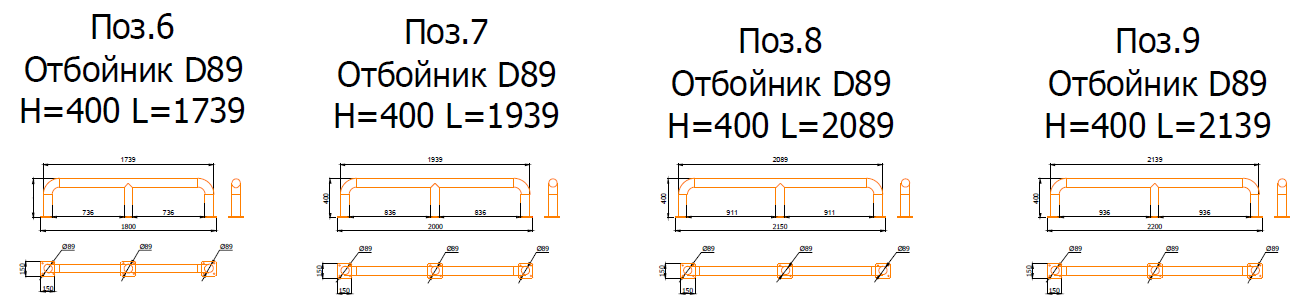 Поз.6
Отбойник D89
H=400 L=1739
1739
736
736
1800
Ø89
Ø89
Ø89
150
150
Поз.7
Отбойник D89
H=400 L=1939
1939
400
836
836
2000
Ø89
Ø89
Ø89
150
150
Поз.8
Отбойник D89
H=400 L=2089
2089
400
911
911
2150
Ø89
Ø89
Ø89
150
150
Поз.9
Отбойник D89
H=400 L=2139
2139
400
936
936
2200
Ø89
Ø89
Ø89
150
150